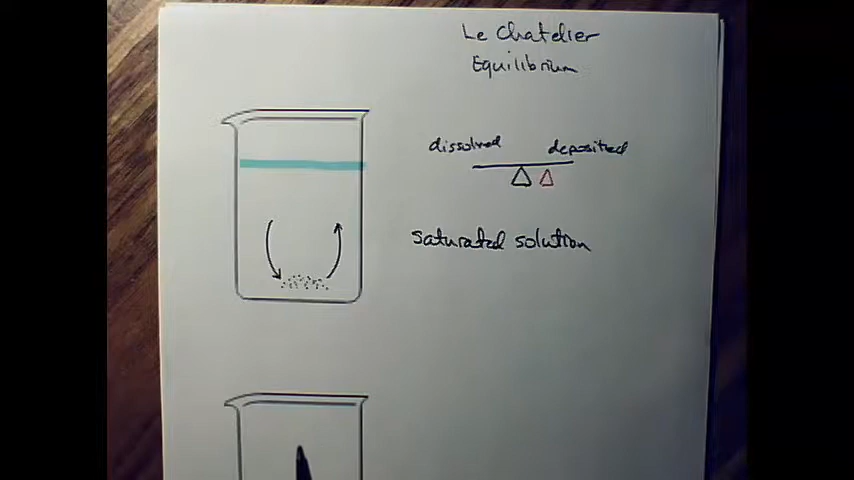 Le Chatelier
Equilibrium
dissolved deposited
saturated solution